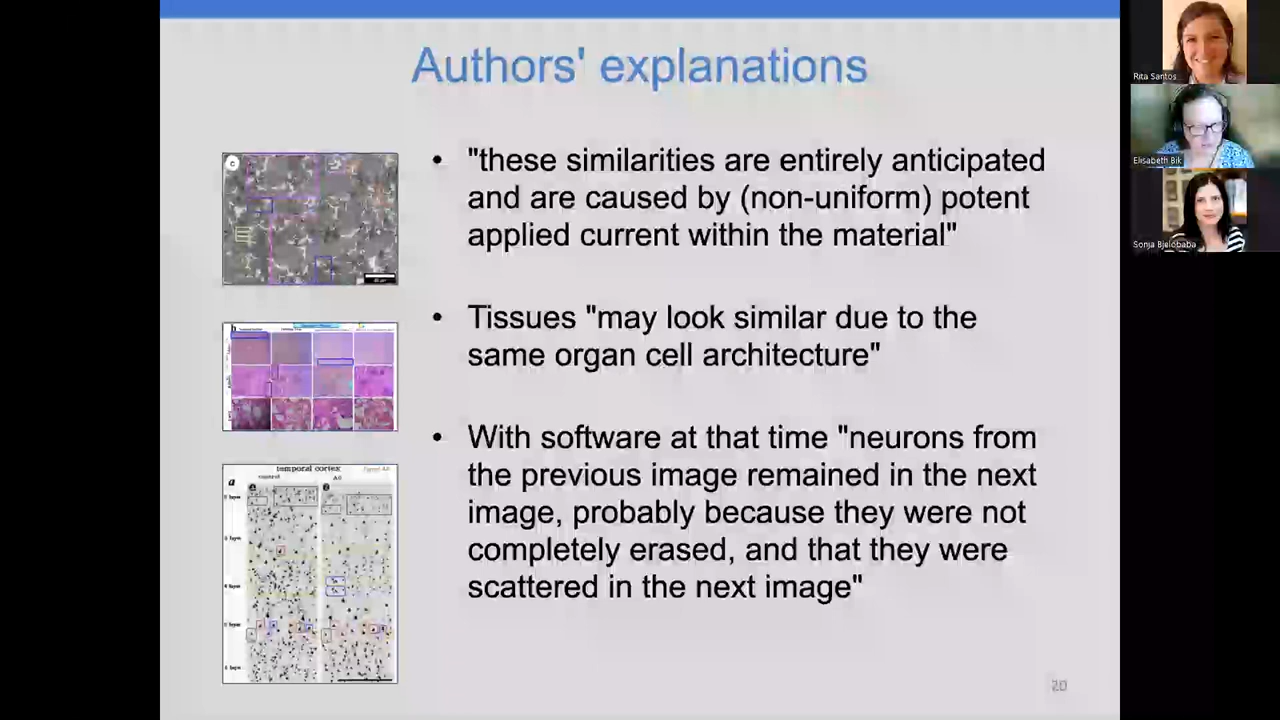 Authors' explanations
• "these similarities are entirely anticipated
and are caused by (non-uniform) potent
applied current within the material"
• Tissues "may look similar due to the
same organ cell architecture"
• With software at that time "neurons from
the previous image remained in the next
image, probably because they were not
completely erased, and that they were
scattered in the next image"
c
b
temporal cortex
a
20
Rita Santos
Elisabeth Bik
Sonja Bjelobaba